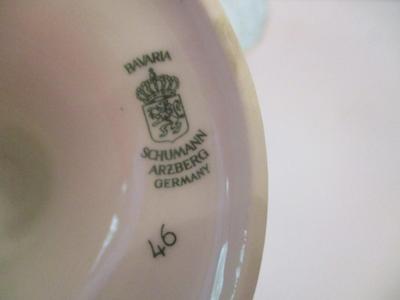 BAVARIA
SCHUMANN
ARZBERG
GERMANY
46